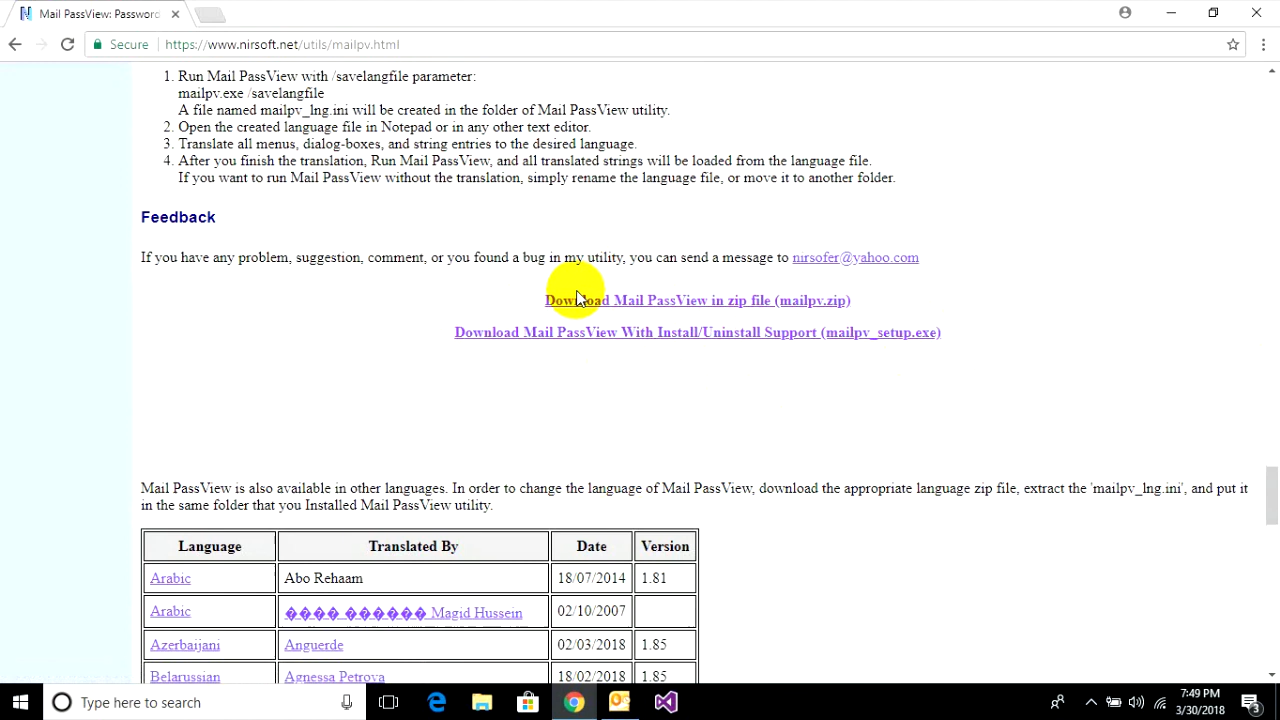 Mail PassView: Password
Secure https://www.nirsoft.net/utils/mailpv.html
1. Run Mail PassView with /savelangfile parameter:
mailpv.exe /savelangfile
A file named mailpv_lng.ini will be created in the folder of Mail PassView utility.
2. Open the created language file in Notepad or in any other text editor.
3. Translate all menus, dialog-boxes, and string entries to the desired language.
4. After you finish the translation, Run Mail PassView, and all translated strings will be loaded from the language file.
If you want to run Mail PassView without the translation, simply rename the language file, or move it to another folder.
Feedback
If you have any problem, suggestion, comment, or you found a bug in my utility, you can send a message to nirsofer@yahoo.com
Download Mail PassView in zip file (mailpv.zip)
Download Mail PassView With Install/Uninstall Support (mailpv_setup.exe)
Mail PassView is also available in other languages. In order to change the language of Mail PassView, download the appropriate language zip file, extract the 'mailpv_lng.ini', and put it
in the same folder that you Installed Mail PassView utility.
Language Translated By Date Version
Arabic Abo Rehaam 18/07/2014 1.81
Arabic ���� ������ Magid Hussein 02/10/2007
Azerbaijani Anguerde 02/03/2018 1.85
Belarussian Agnessa Petrova 18/02/2018 1.85
Type here to search
7:49 PM
3/30/2018
3